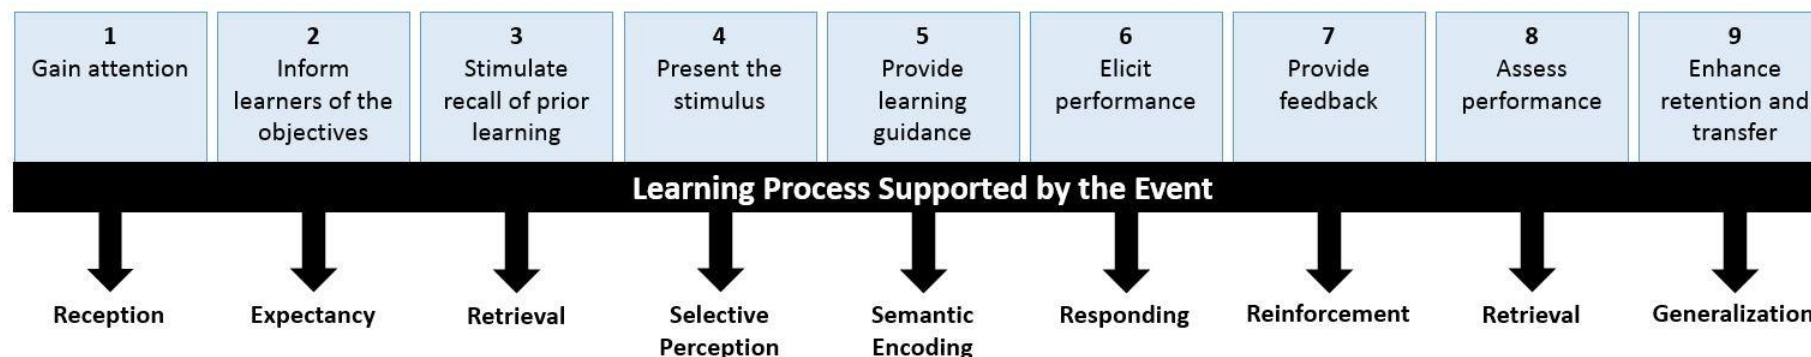 1
Gain attention
2
Inform
learners of the
objectives
3
Stimulate
recall of prior
learning
4
Present the
stimulus
5
Provide
learning
guidance
6
Elicit
performance
7
Provide
feedback
8
Assess
performance
9
Enhance
retention and
transfer
Learning Process Supported by the Event
Reception
Expectancy
Retrieval
Selective
Perception
Semantic
Encoding
Responding
Reinforcement
Retrieval
Generalization